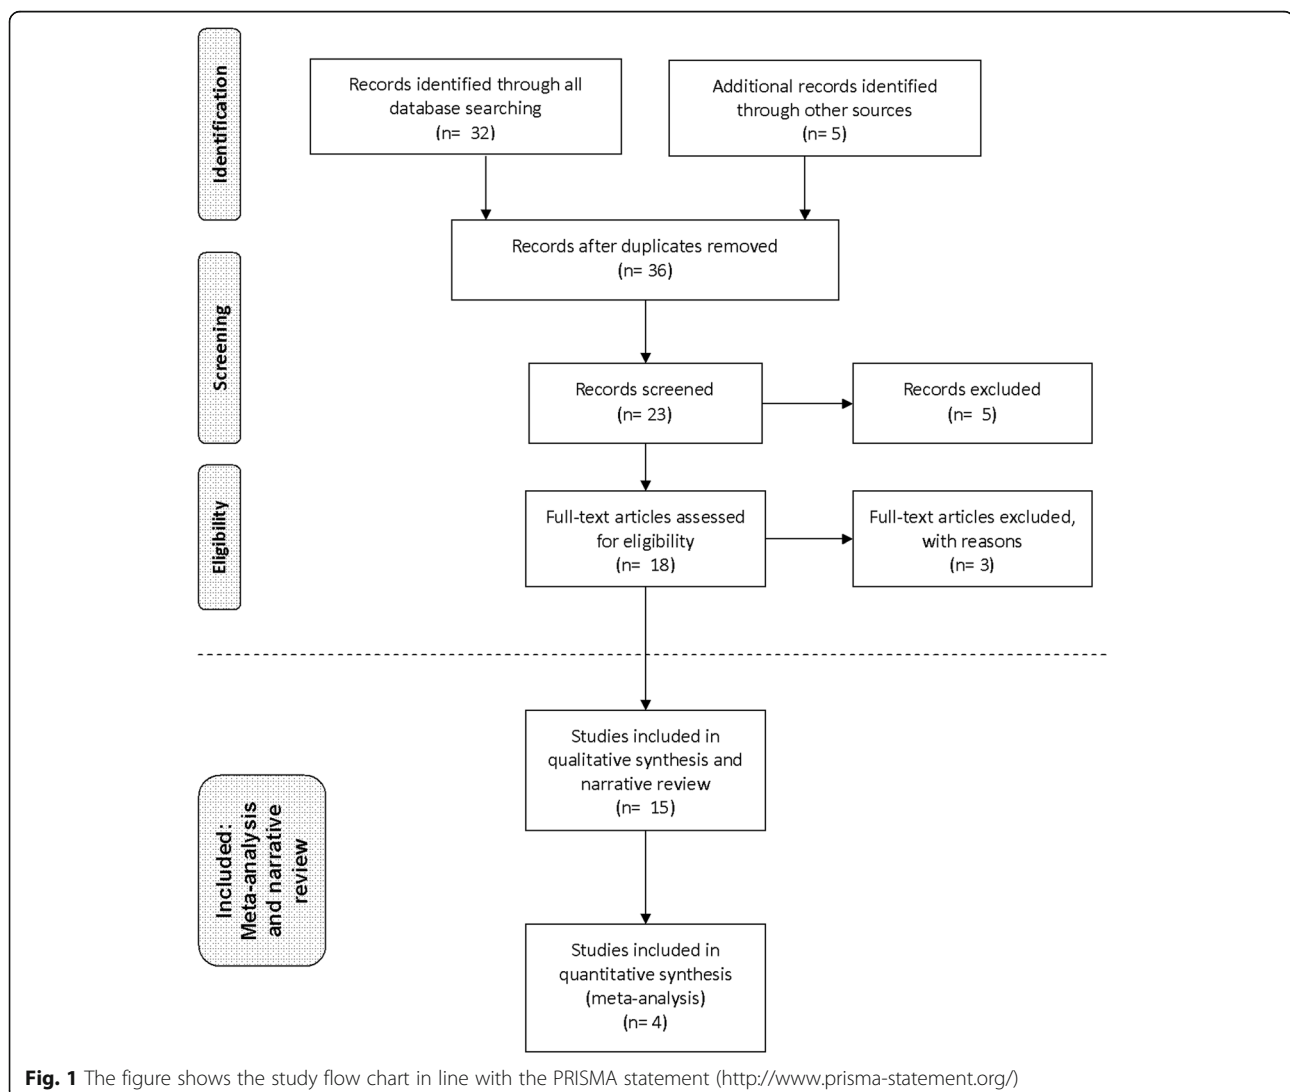 Identification
Records identified through all
database searching
(n= 32)
Additional records identified
through other sources
(n= 5)
Records after duplicates removed
(n= 36)
Screening
Records screened
(n= 23)
Records excluded
(n= 5)
Eligibility
Full-text articles assessed
for eligibility
(n= 18)
Full-text articles excluded,
with reasons
(n= 3)
Included:
Meta-analysis
and narrative
review
Studies included in
qualitative synthesis and
narrative review
(n= 15)
Studies included in
quantitative synthesis
(meta-analysis)
(n= 4)
Fig. 1 The figure shows the study flow chart in line with the PRISMA statement (http://www.prisma-statement.org/)